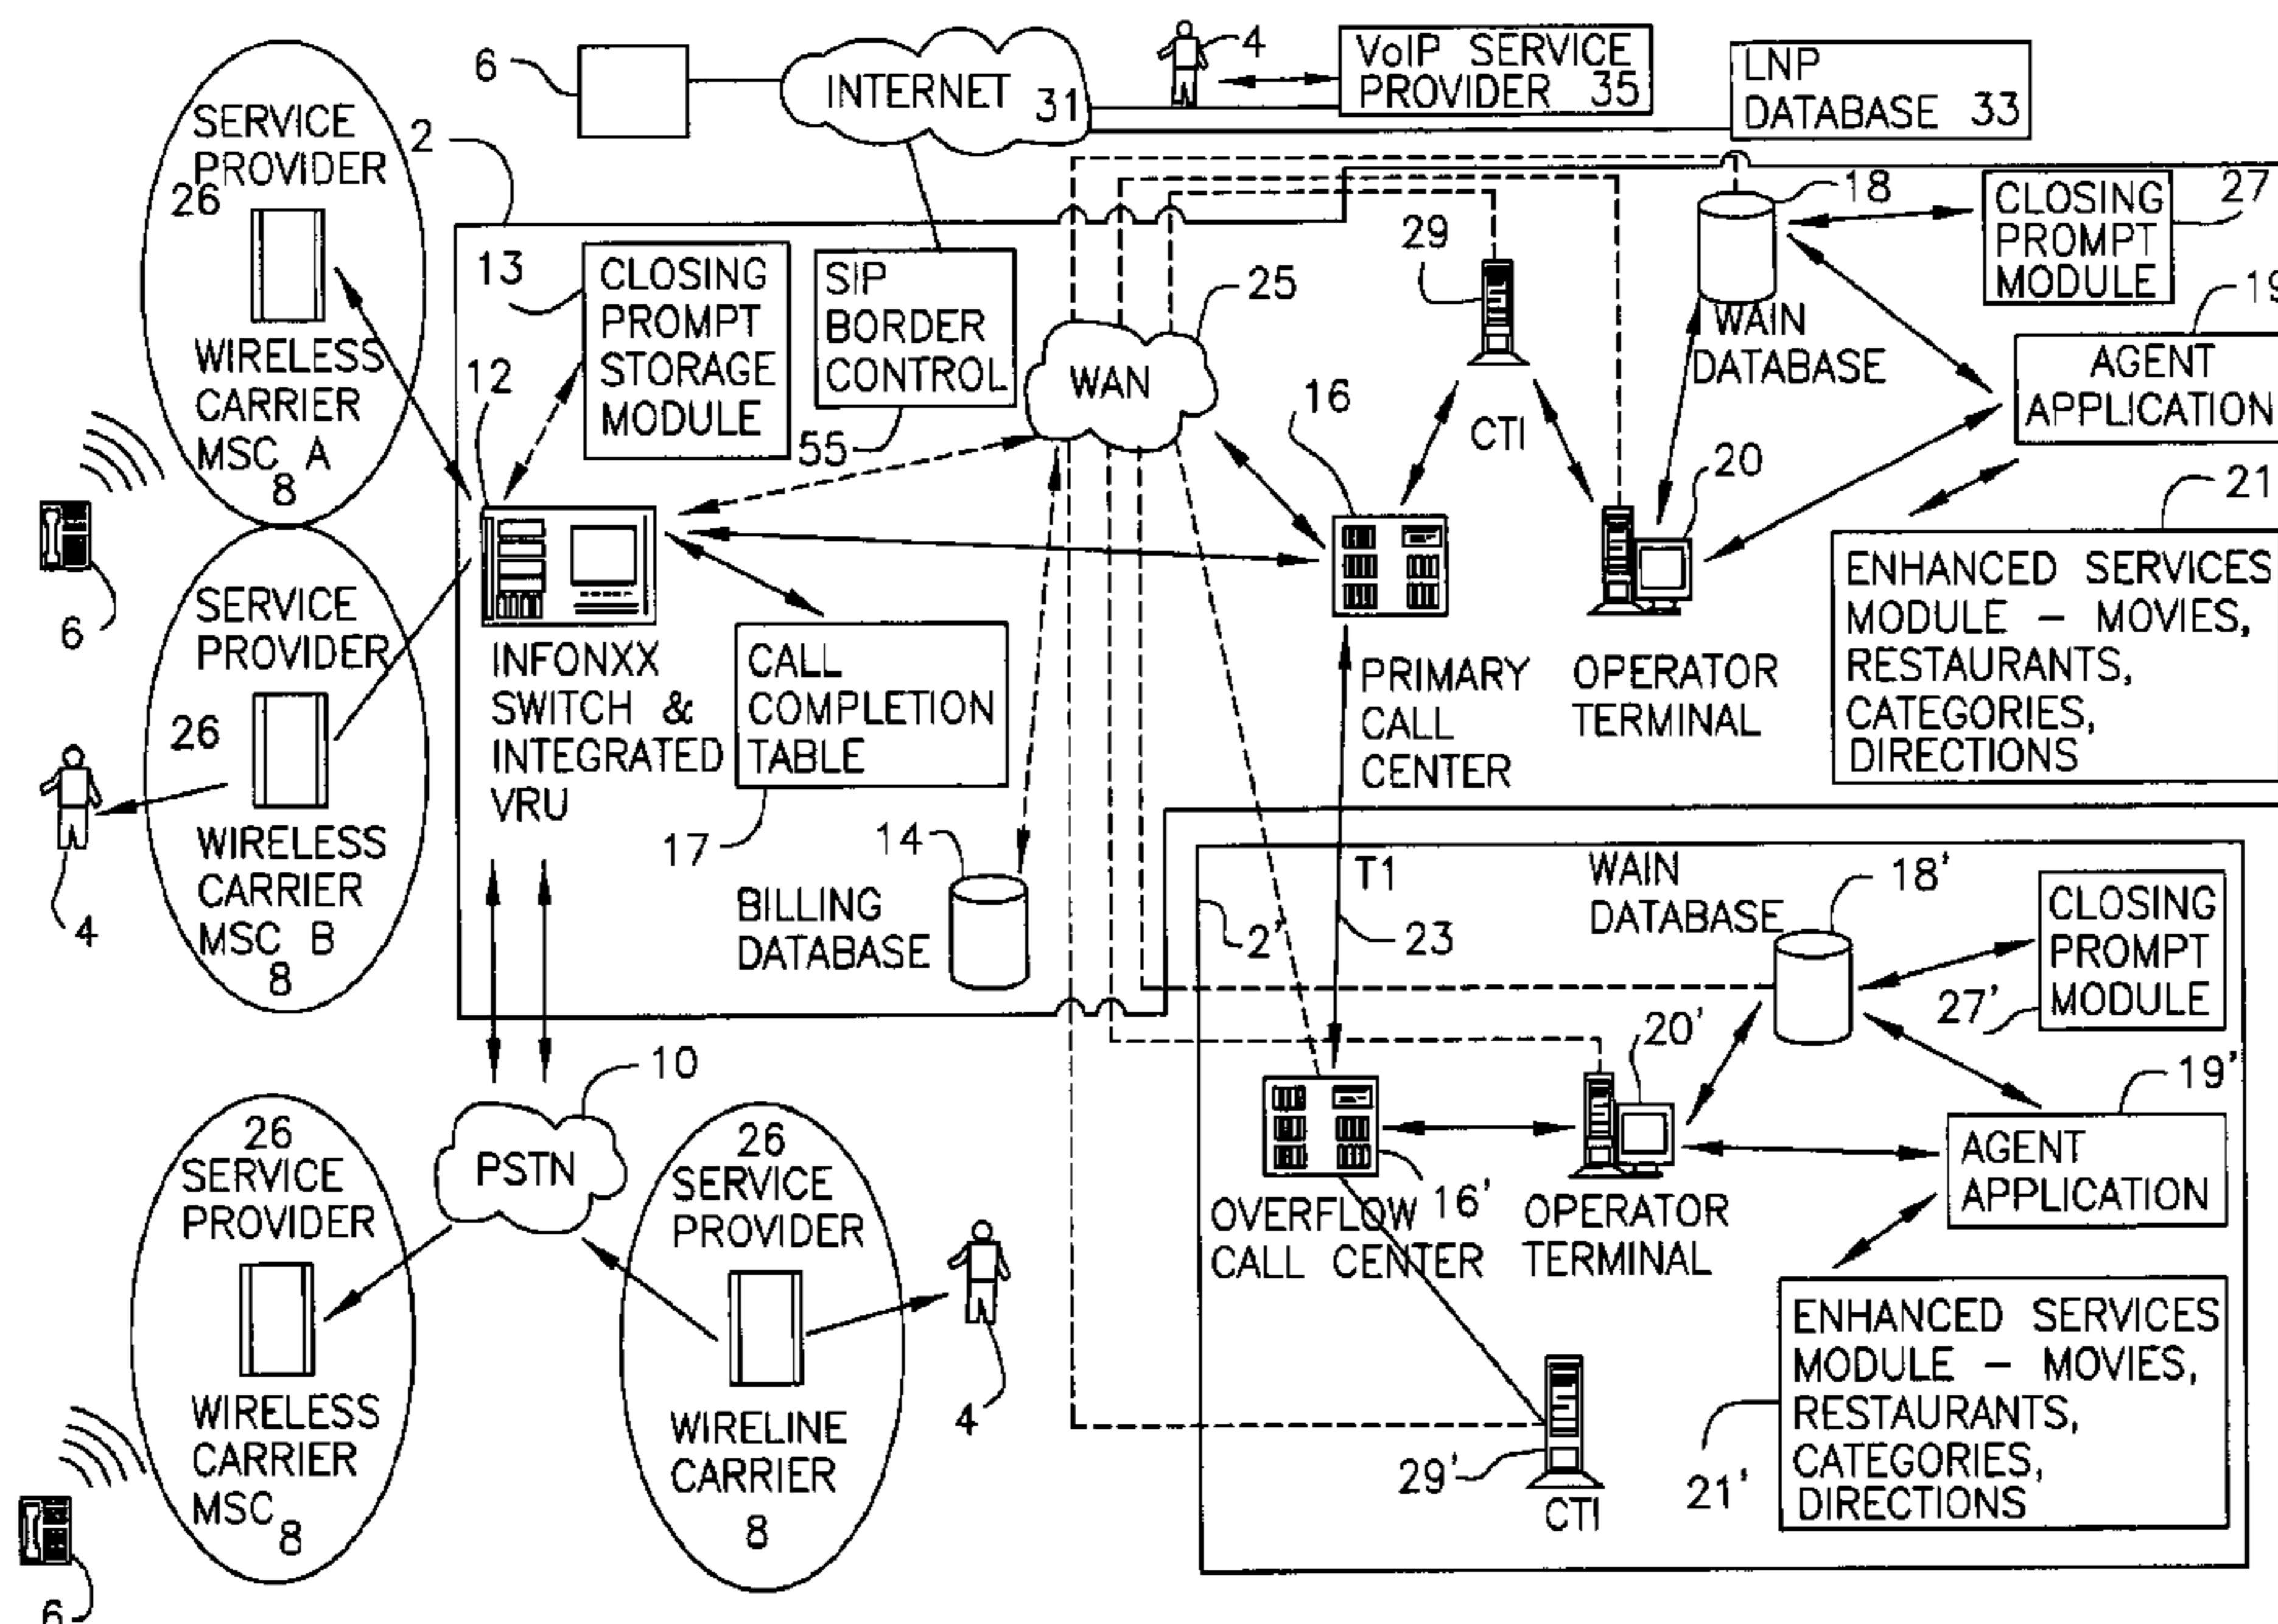 SERVICE
PROVIDER
26
WIRELESS
CARRIER
MSC A
8
6
SERVICE
PROVIDER
26
WIRELESS
CARRIER
MSC B
8
4
2
6
INTERNET 31
4
VoIP SERVICE
PROVIDER 35
LNP
DATABASE 33
13
CLOSING
PROMPT
STORAGE
MODULE
SIP
BORDER
CONTROL
55
12
INFONXX
SWITCH &
INTEGRATED
VRU
CALL
COMPLETION
TABLE
17
14
BILLING
DATABASE
WAN
25
29
CTI
16
PRIMARY
CALL
CENTER
20
OPERATOR
TERMINAL
18
WAIN
DATABASE
CLOSING
PROMPT
MODULE
27
19
AGENT
APPLICATION
21
ENHANCED SERVICES
MODULE – MOVIES,
RESTAURANTS,
CATEGORIES,
DIRECTIONS
T1
23
2'
WAIN
DATABASE
18'
CLOSING
PROMPT
MODULE
27'
20'
OVERFLOW
CALL CENTER
16'
OPERATOR
TERMINAL
19'
AGENT
APPLICATION
ENHANCED SERVICES
MODULE – MOVIES,
RESTAURANTS,
CATEGORIES,
DIRECTIONS
21'
29'
CTI
10
PSTN
26
SERVICE
PROVIDER
WIRELESS
CARRIER
MSC
8
6
26
SERVICE
PROVIDER
WIRELINE
CARRIER
8
4